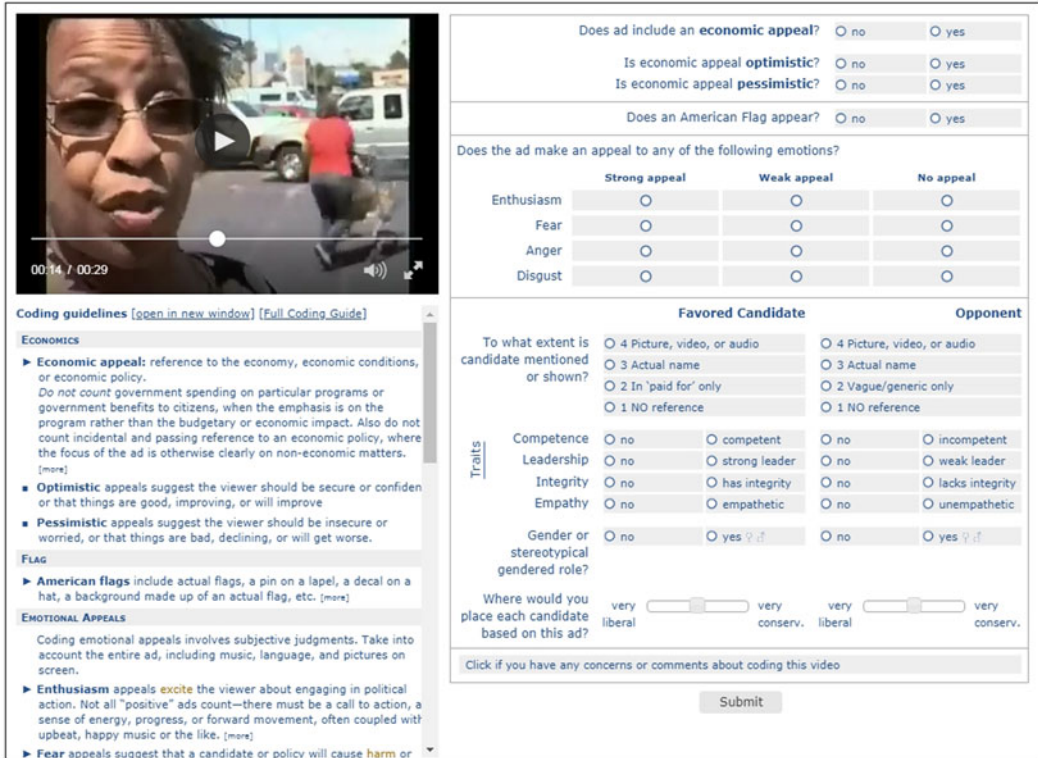 00:14 / 00:29
Coding guidelines [open in new window] [Full Coding Guide]
ECONOMICS
Economic appeal: reference to the economy, economic conditions,
or economic policy.
Do not count government spending on particular programs or
government benefits to citizens, when the emphasis is on the
program rather than the budgetary or economic impact. Also do not
count incidental and passing reference to an economic policy, where
the focus of the ad is otherwise clearly on non-economic matters.
[more]
Optimistic appeals suggest the viewer should be secure or confiden
or that things are good, improving, or will improve
Pessimistic appeals suggest the viewer should be insecure or
worried, or that things are bad, declining, or will get worse.
FLAG
American flags include actual flags, a pin on a lapel, a decal on a
hat, a background made up of an actual flag, etc. [more]
EMOTIONAL APPEALS
Coding emotional appeals involves subjective judgments. Take into
account the entire ad, including music, language, and pictures on
screen.
Enthusiasm appeals excite the viewer about engaging in political
action. Not all "positive" ads count—there must be a call to action, a
sense of energy, progress, or forward movement, often coupled with
upbeat, happy music or the like. [more]
Fear appeals suggest that a candidate or policy will cause harm or
Does ad include an economic appeal? no yes
Is economic appeal optimistic? no yes
Is economic appeal pessimistic? no yes
Does an American Flag appear? no yes
Does the ad make an appeal to any of the following emotions?
Strong appeal Weak appeal No appeal
Enthusiasm
Fear
Anger
Disgust
Favored Candidate Opponent
To what extent is
candidate mentioned
or shown?
4 Picture, video, or audio 4 Picture, video, or audio
3 Actual name 3 Actual name
2 In 'paid for' only 2 Vague/generic only
1 NO reference 1 NO reference
Traits
Competence no competent no incompetent
Leadership no strong leader no weak leader
Integrity no has integrity no lacks integrity
Empathy no empathetic no unempathetic
Gender or
stereotypical
gendered role?
no yes ♀ ♂ no yes ♀ ♂
Where would you
place each candidate
based on this ad?
very liberal very conserv. very liberal very conserv.
Click if you have any concerns or comments about coding this video
Submit